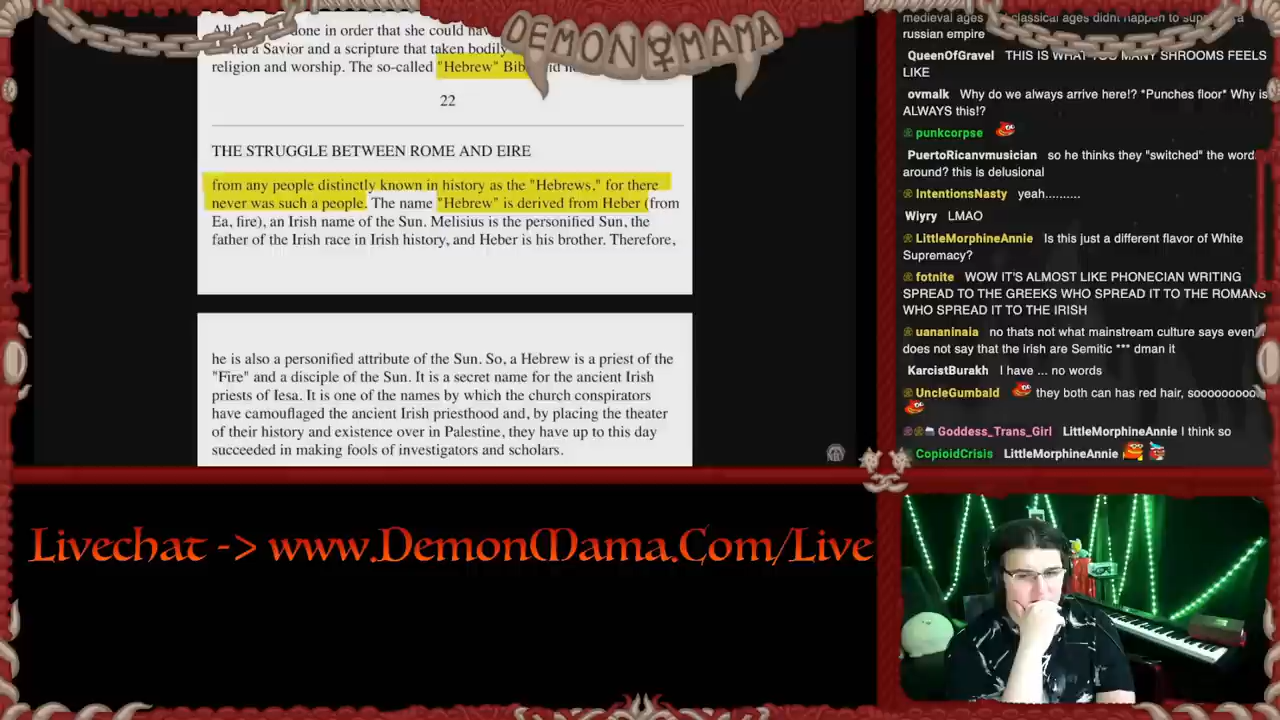 All
done in order that she could hav
a Savior and a scripture that taken bodily
religion and worship. The so-called "Hebrew" Bib
22
THE STRUGGLE BETWEEN ROME AND EIRE
from any people distinctly known in history as the "Hebrews," for there
never was such a people. The name "Hebrew" is derived from Heber (from
Ea, fire), an Irish name of the Sun. Melisius is the personified Sun, the
father of the Irish race in Irish history, and Heber is his brother. Therefore,
he is also a personified attribute of the Sun. So, a Hebrew is a priest of the
"Fire" and a disciple of the Sun. It is a secret name for the ancient Irish
priests of Iesa. It is one of the names by which the church conspirators
have camouflaged the ancient Irish priesthood and, by placing the theater
of their history and existence over in Palestine, they have up to this day
succeeded in making fools of investigators and scholars.
DEMON MAMA
medieval ages classical ages didnt happen to a
russian empire
QueenOfGravel THIS IS WHAT TOO MANY SHROOMS FEELS
LIKE
ovmalk Why do we always arrive here!? *Punches floor* Why is
ALWAYS this!?
punkcorpse
PuertoRicanvmusician so he thinks they "switched" the word
around? this is delusional
IntentionsNasty yeah..........
Wlyry LMAO
LittleMorphineAnnie Is this just a different flavor of White
Supremacy?
fotnite WOW IT'S ALMOST LIKE PHONECIAN WRITING
SPREAD TO THE GREEKS WHO SPREAD IT TO THE ROMANS
WHO SPREAD IT TO THE IRISH
uananinaia no thats not what mainstream culture says even
does not say that the irish are Semitic *** dman it
KarcistBurakh I have ... no words
UncleGumbald they both can has red hair, sooooooooo
Goddess_Trans_Girl LittleMorphineAnnie I think so
CopioidCrisis LittleMorphineAnnie
Livechat -> www.DemonMama.Com/Live